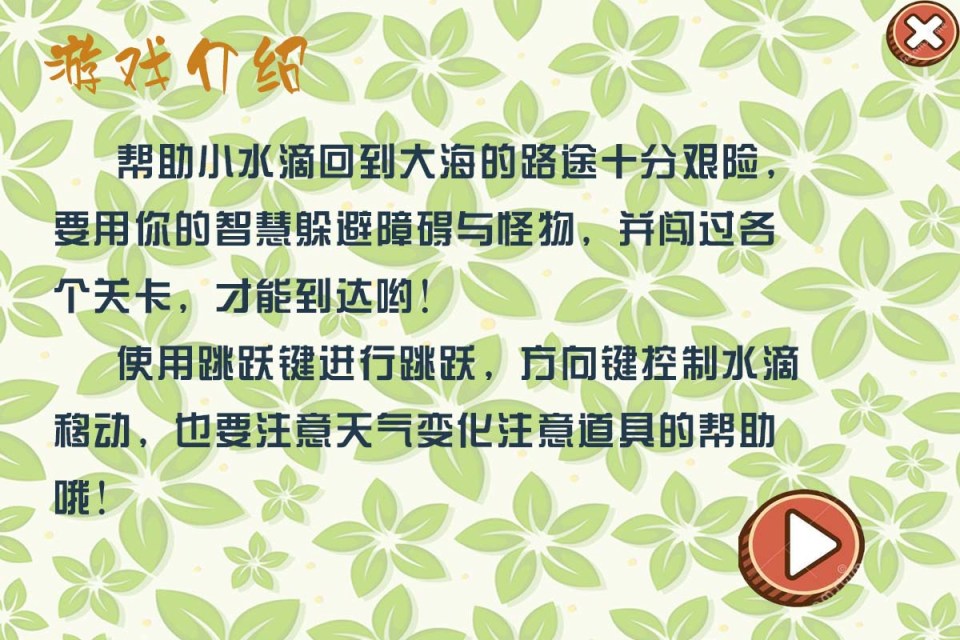 游戏介绍
帮助小水滴回到大海的路途十分艰险，
要用你的智慧躲避障碍与怪物，并闯过各
个关卡，才能到达哟！
使用跳跃键进行跳跃，方向键控制水滴
移动，也要注意天气变化注意道具的帮助
哦！